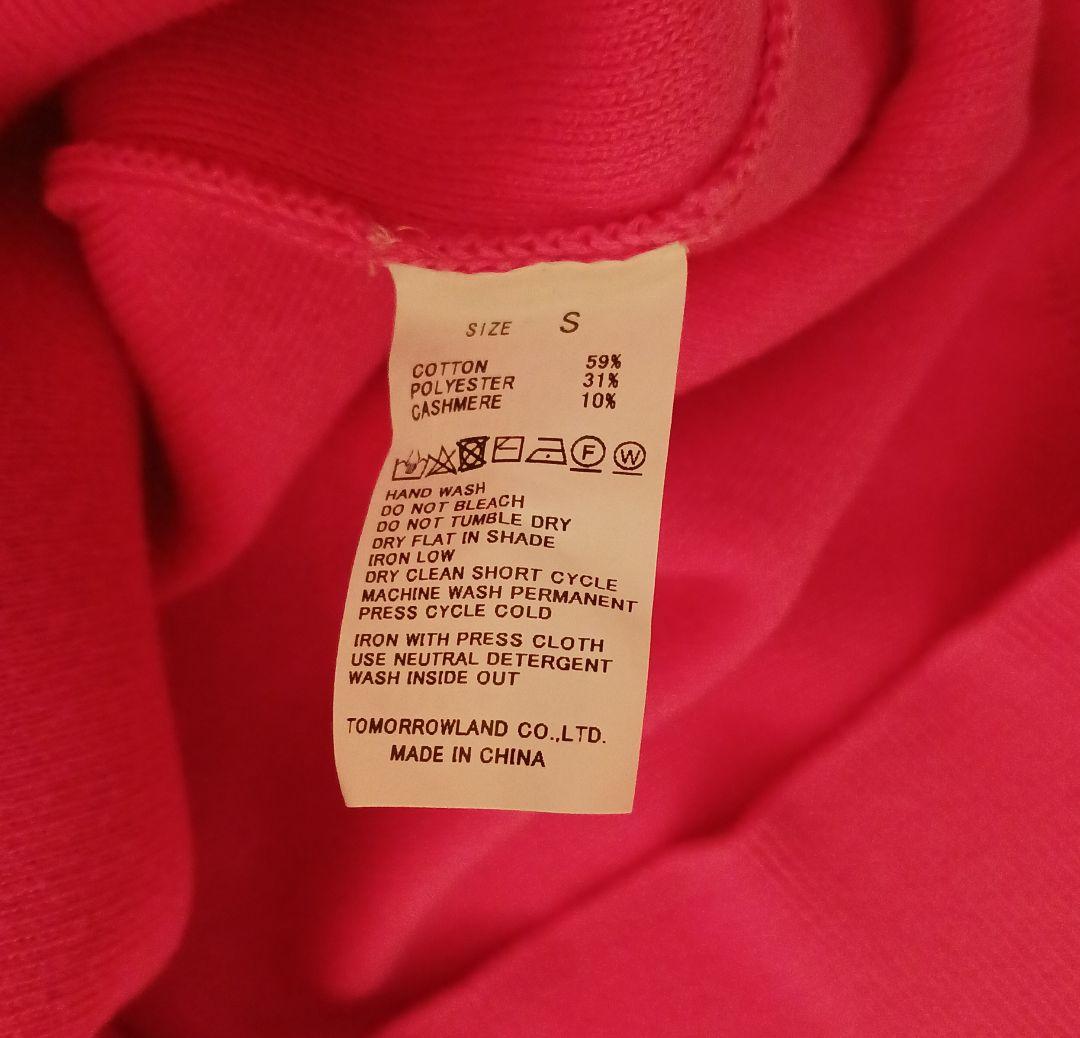 SIZE S
COTTON 59%
POLYESTER 31%
CASHMERE 10%
F W
HAND WASH
DO NOT BLEACH
DO NOT TUMBLE DRY
DRY FLAT IN SHADE
IRON LOW
DRY CLEAN SHORT CYCLE
MACHINE WASH PERMANENT
PRESS CYCLE COLD
IRON WITH PRESS CLOTH
USE NEUTRAL DETERGENT
WASH INSIDE OUT
TOMORROWLAND CO.,LTD.
MADE IN CHINA